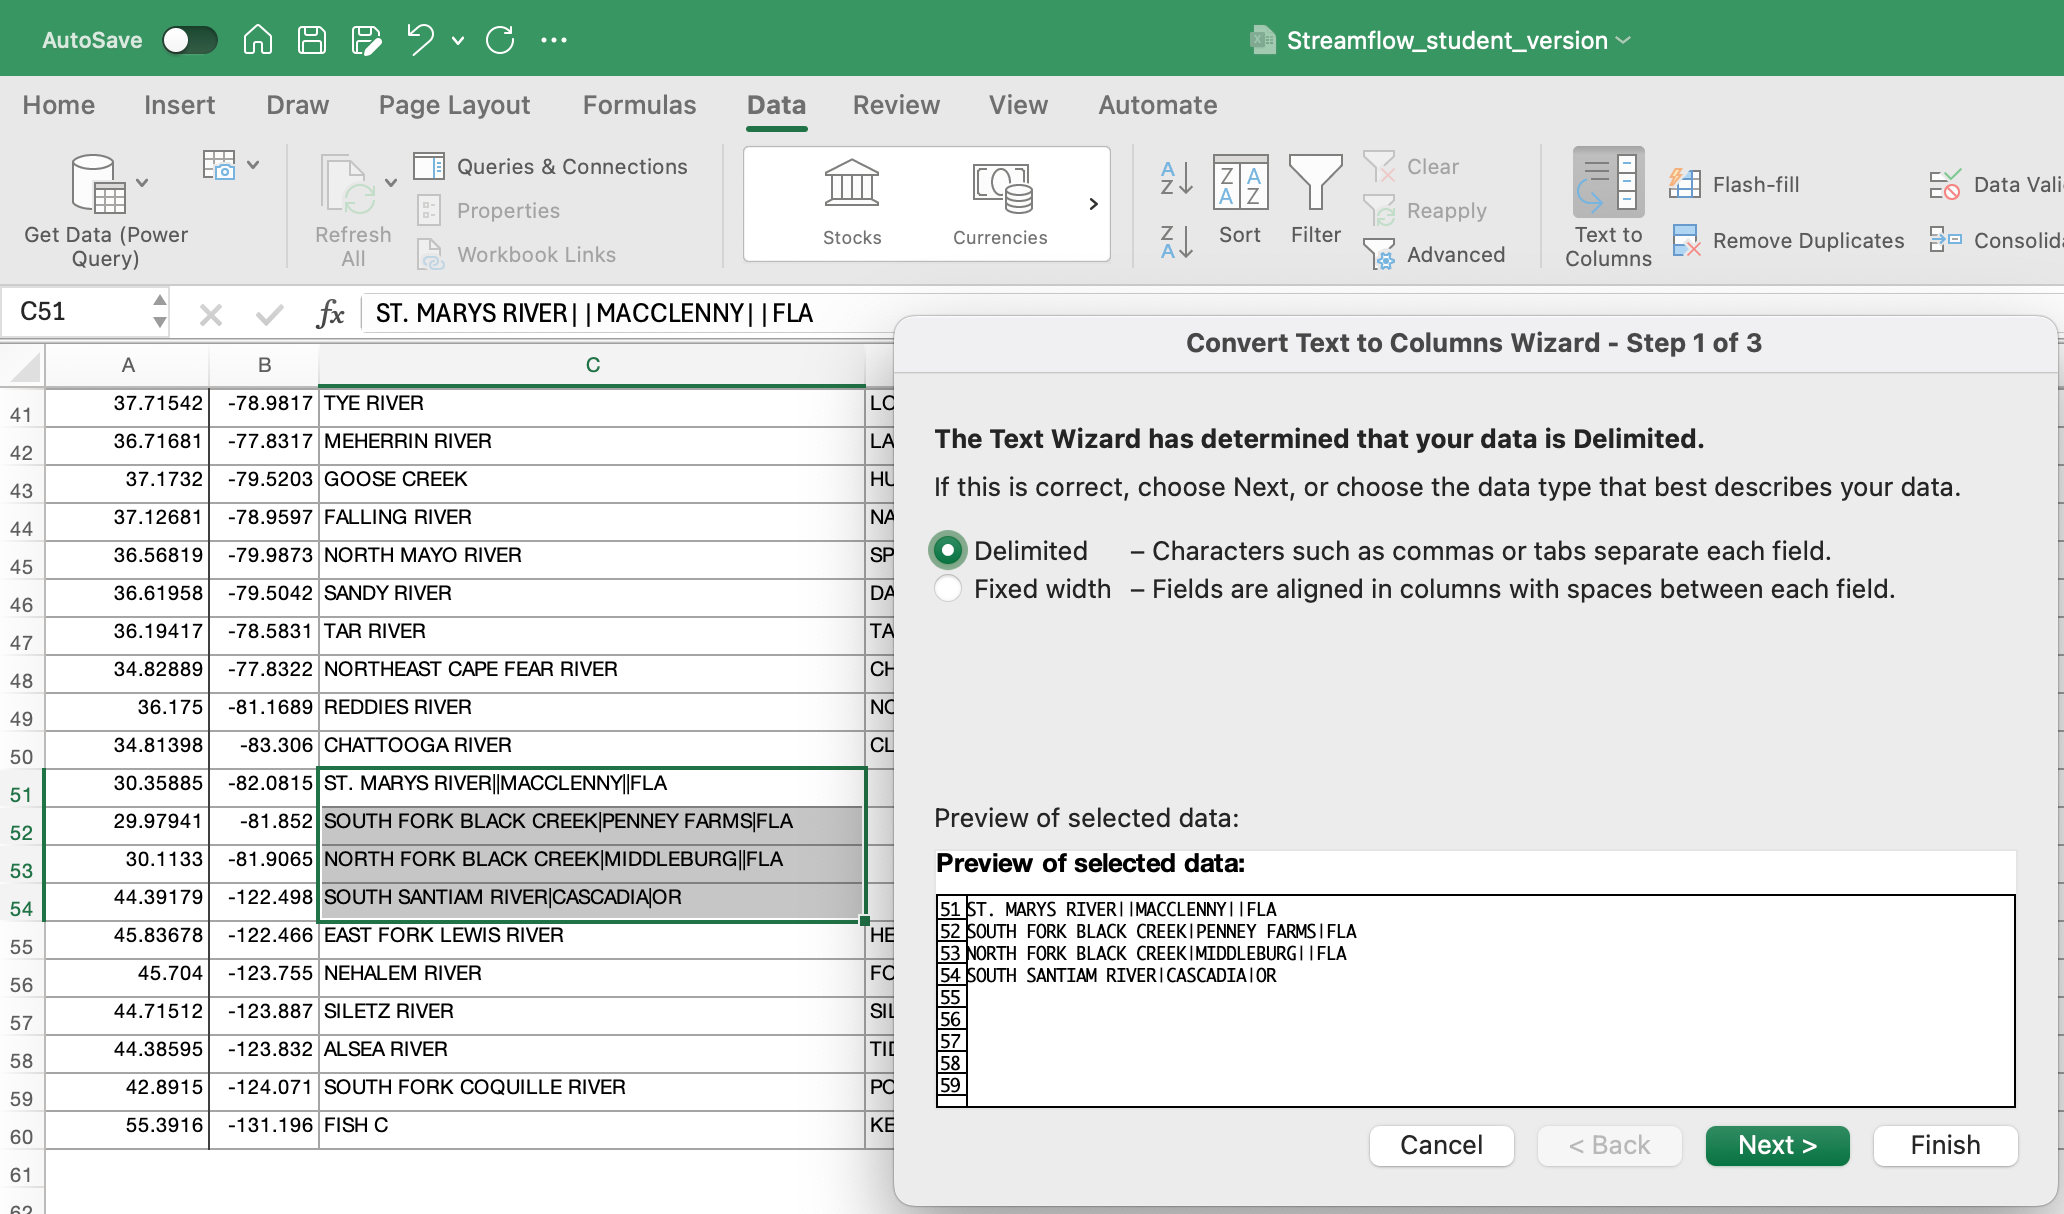 AutoSave
Streamflow_student_version
Home Insert Draw Page Layout Formulas Data Review View Automate
Get Data (Power Query)
Refresh All
Queries & Connections
Properties
Workbook Links
Stocks
Currencies
Sort
Filter
Clear
Reapply
Advanced
Text to Columns
Flash-fill
Remove Duplicates
Data Vali
Consolida
C51 fx ST. MARYS RIVER||MACCLENNY||FLA
A B C
41 37.71542 -78.9817 TYE RIVER LO
42 36.71681 -77.8317 MEHERRIN RIVER LA
43 37.1732 -79.5203 GOOSE CREEK HU
44 37.12681 -78.9597 FALLING RIVER NA
45 36.56819 -79.9873 NORTH MAYO RIVER SP
46 36.61958 -79.5042 SANDY RIVER DA
47 36.19417 -78.5831 TAR RIVER TA
48 34.82889 -77.8322 NORTHEAST CAPE FEAR RIVER CH
49 36.175 -81.1689 REDDIES RIVER NO
50 34.81398 -83.306 CHATTOOGA RIVER CL
51 30.35885 -82.0815 ST. MARYS RIVER||MACCLENNY||FLA
52 29.97941 -81.852 SOUTH FORK BLACK CREEK|PENNEY FARMS|FLA
53 30.1133 -81.9065 NORTH FORK BLACK CREEK|MIDDLEBURG||FLA
54 44.39179 -122.498 SOUTH SANTIAM RIVER|CASCADIA|OR
55 45.83678 -122.466 EAST FORK LEWIS RIVER HE
56 45.704 -123.755 NEHALEM RIVER FO
57 44.71512 -123.887 SILETZ RIVER SIL
58 44.38595 -123.832 ALSEA RIVER TID
59 42.8915 -124.071 SOUTH FORK COQUILLE RIVER PO
60 55.3916 -131.196 FISH C KE
61
62
Convert Text to Columns Wizard - Step 1 of 3
The Text Wizard has determined that your data is Delimited.
If this is correct, choose Next, or choose the data type that best describes your data.
Delimited – Characters such as commas or tabs separate each field.
Fixed width – Fields are aligned in columns with spaces between each field.
Preview of selected data:
Preview of selected data:
51 ST. MARYS RIVER||MACCLENNY||FLA
52 SOUTH FORK BLACK CREEK|PENNEY FARMS|FLA
53 NORTH FORK BLACK CREEK|MIDDLEBURG||FLA
54 SOUTH SANTIAM RIVER|CASCADIA|OR
55
56
57
58
59
Cancel < Back Next > Finish